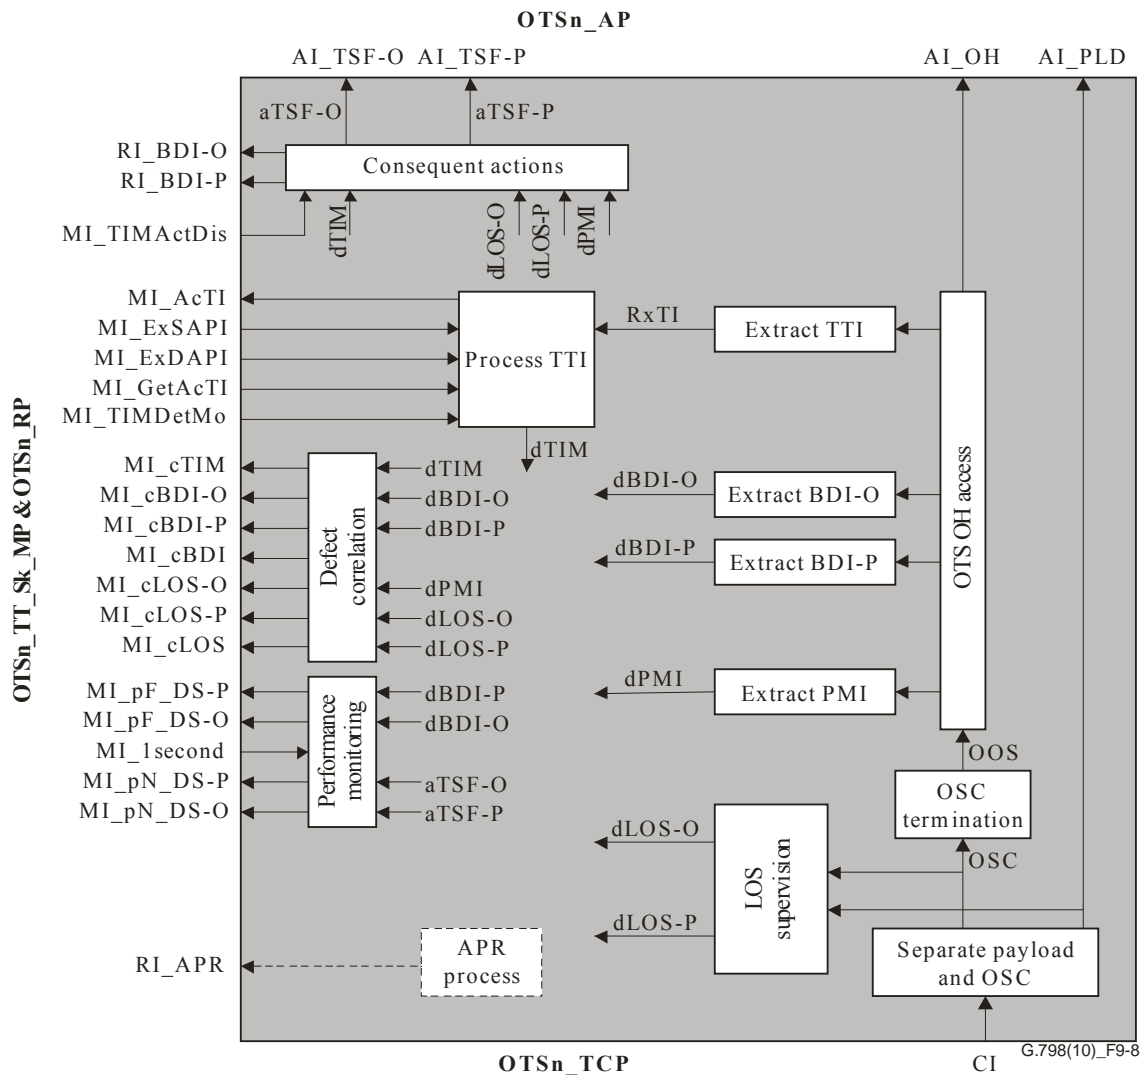 OTSn_AP
AI_TSF-O
AI_TSF-P
AI_OH
AI_PLD
aTSF-O
aTSF-P
RI_BDI-O
RI_BDI-P
Consequent actions
MI_TIMActDis
dTIM
dLOS-O
dLOS-P
dPMI
MI_AcTI
MI_ExSAPI
MI_ExDAPI
MI_GetAcTI
MI_TIMDetMo
Process TTI
RxTI
Extract TTI
dTIM
OTS OH access
OTSn_TT_Sk_MP & OTSn_RP
MI_cTIM
MI_cBDI-O
MI_cBDI-P
MI_cBDI
MI_cLOS-O
MI_cLOS-P
MI_cLOS
Defect
correlation
dTIM
dBDI-O
dBDI-P
dPMI
dLOS-O
dLOS-P
dBDI-O
Extract BDI-O
dBDI-P
Extract BDI-P
MI_pF_DS-P
MI_pF_DS-O
MI_1second
MI_pN_DS-P
MI_pN_DS-O
Performance
monitoring
dBDI-P
dBDI-O
aTSF-O
aTSF-P
dPMI
Extract PMI
OOS
OSC
termination
OSC
dLOS-O
dLOS-P
LOS
supervision
Separate payload
and OSC
RI_APR
APR
process
OTSn_TCP
CI
G.798(10)_F9-8